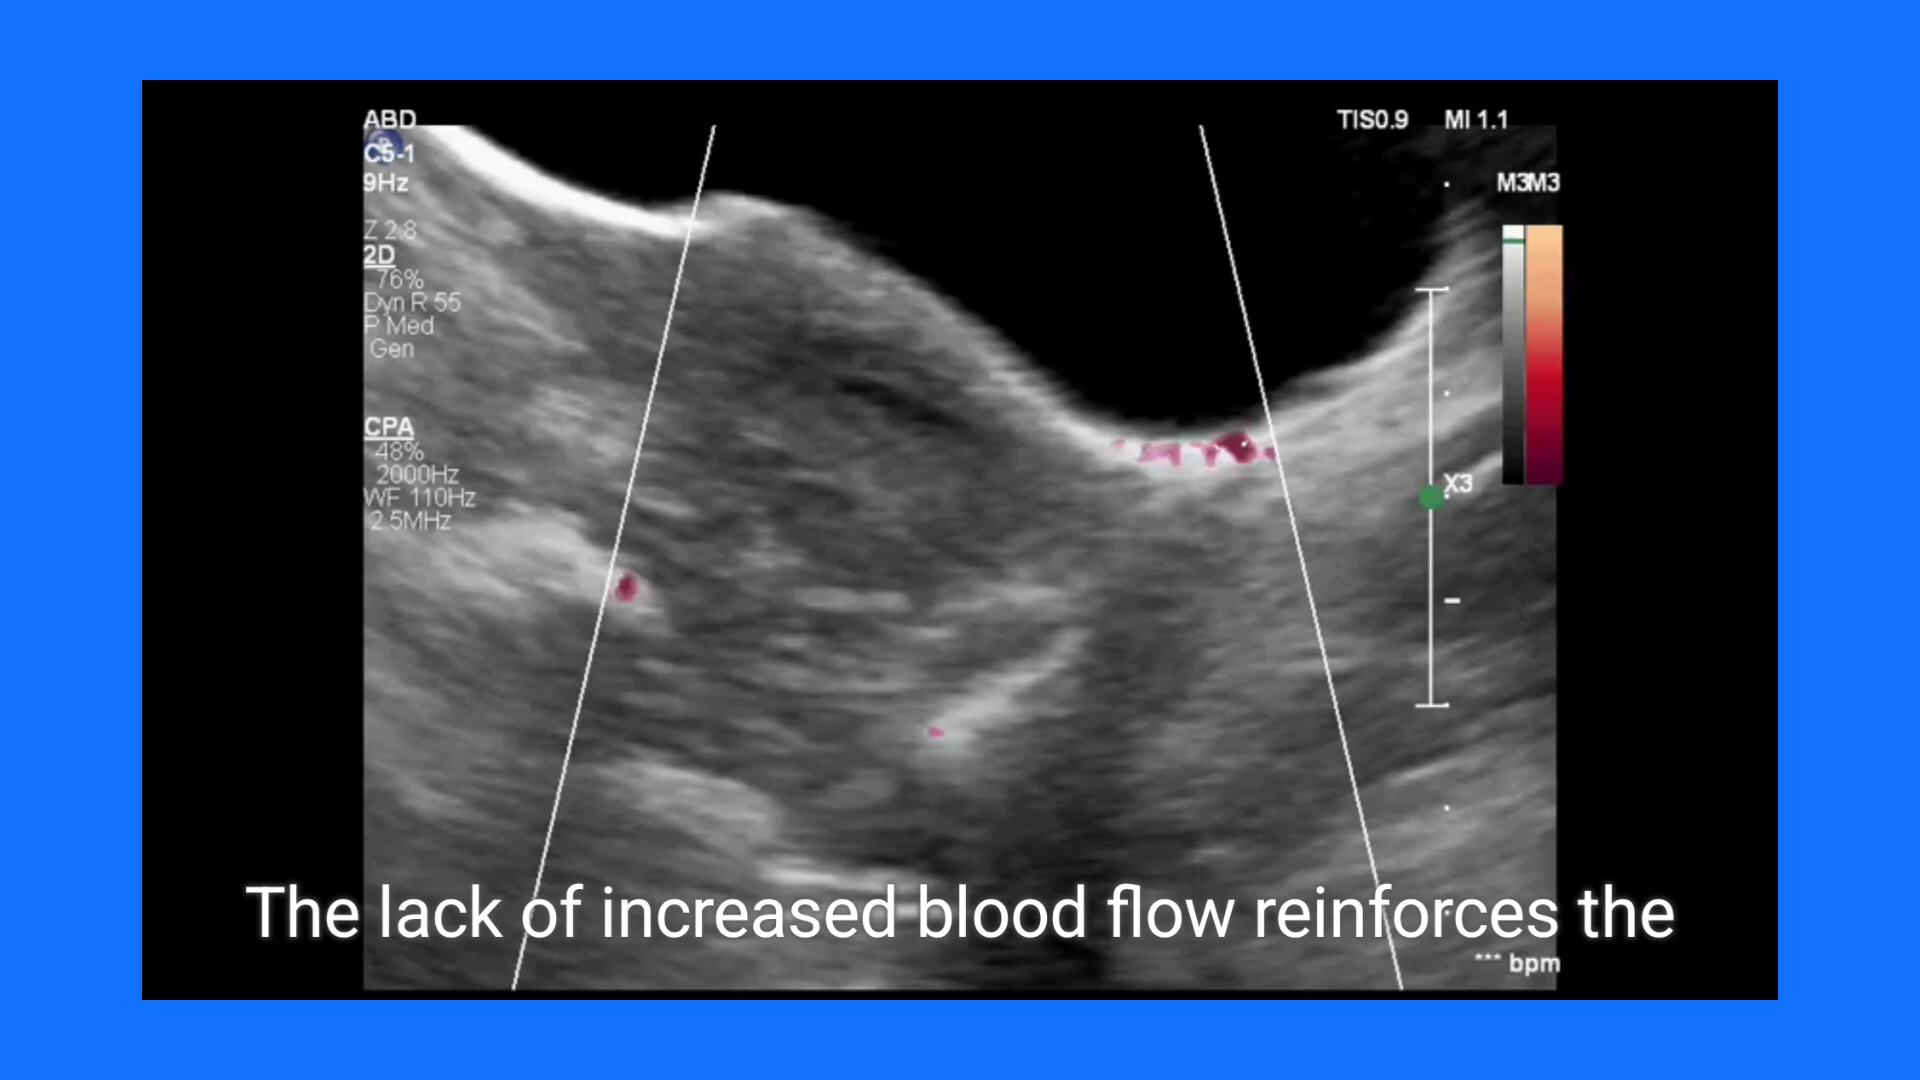 ABD
C5-1
9Hz
Z 2.8
2D
76%
Dyn R 55
P Med
Gen
CPA
48%
2000Hz
WF 110Hz
2.5MHz
TIS0.9 MI 1.1
M3M3
X3
The lack of increased blood flow reinforces the
*** bpm